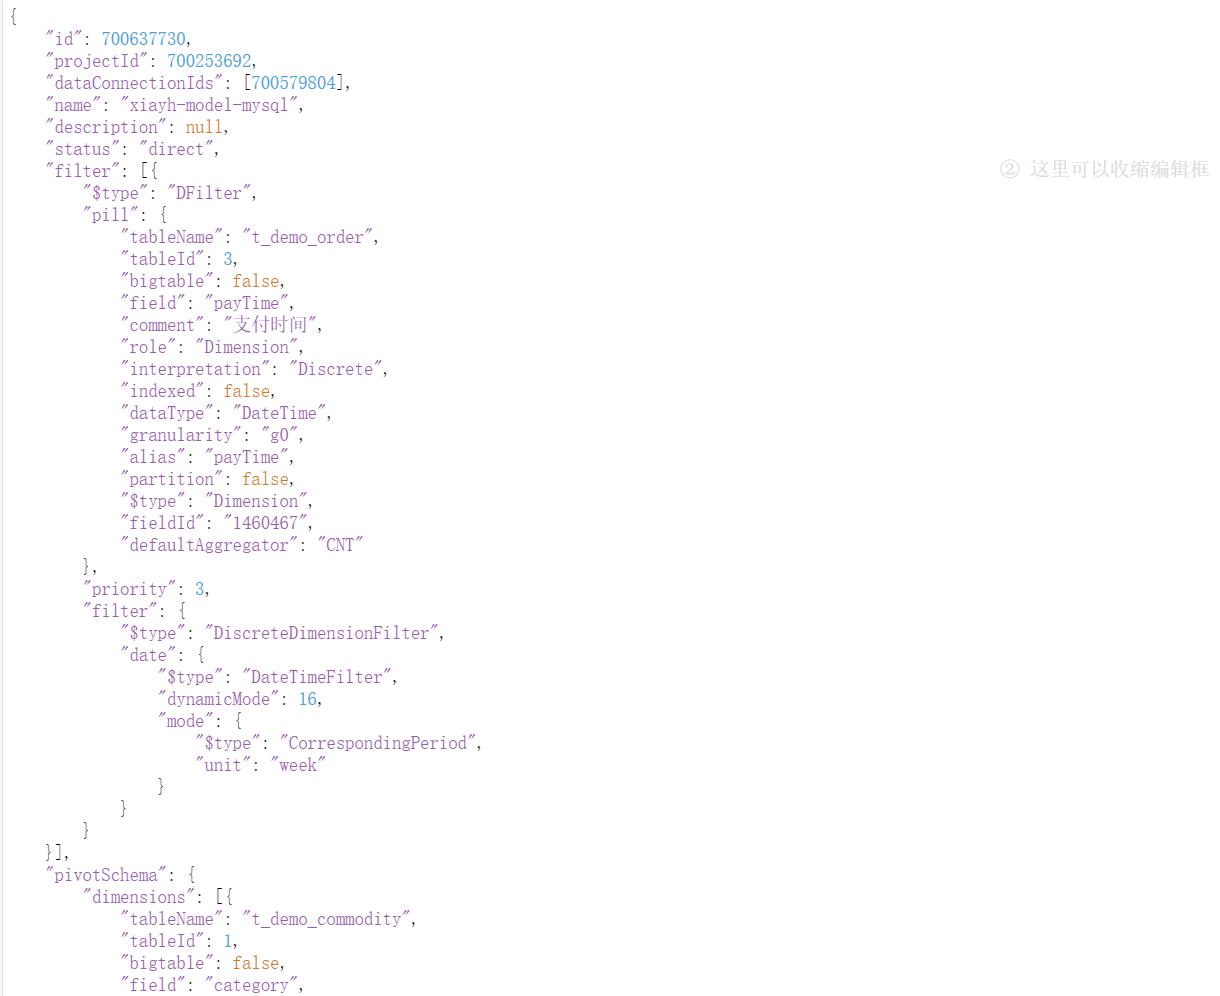 {
    "id": 700637730,
    "projectId": 700253692,
    "dataConnectionIds": [700579804],
    "name": "xiayh-model-mysql",
    "description": null,
    "status": "direct",
    "filter": [{
② 这里可以收缩编辑框
        "$type": "DFilter",
        "pill": {
            "tableName": "t_demo_order",
            "tableId": 3,
            "bigtable": false,
            "field": "payTime",
            "comment": "支付时间",
            "role": "Dimension",
            "interpretation": "Discrete",
            "indexed": false,
            "dataType": "DateTime",
            "granularity": "g0",
            "alias": "payTime",
            "partition": false,
            "$type": "Dimension",
            "fieldId": "1460467",
            "defaultAggregator": "CNT"
        },
        "priority": 3,
        "filter": {
            "$type": "DiscreteDimensionFilter",
            "date": {
                "$type": "DateTimeFilter",
                "dynamicMode": 16,
                "mode": {
                    "$type": "CorrespondingPeriod",
                    "unit": "week"
                }
            }
        }
    }],
    "pivotSchema": {
        "dimensions": [{
            "tableName": "t_demo_commodity",
            "tableId": 1,
            "bigtable": false,
            "field": "category",